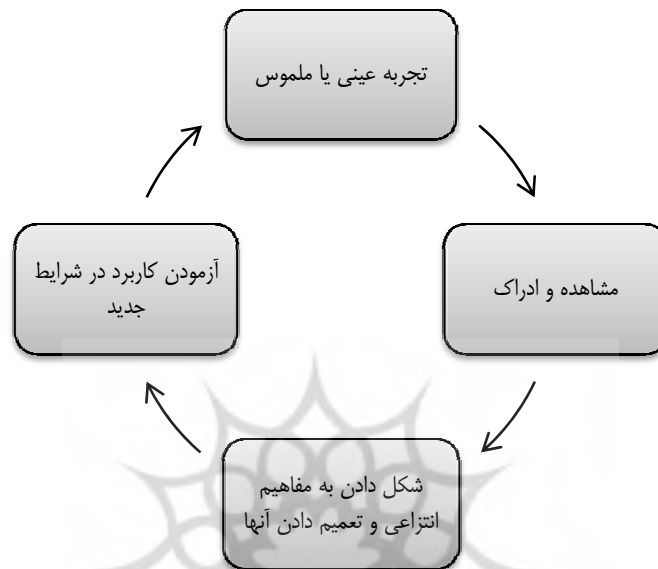 تجربه عینی یا ملموس
مشاهده و ادراک
شکل دادن به مفاهیم
انتزاعی و تعمیم دادن آنها
آزمودن کاربرد در شرایط
جدید